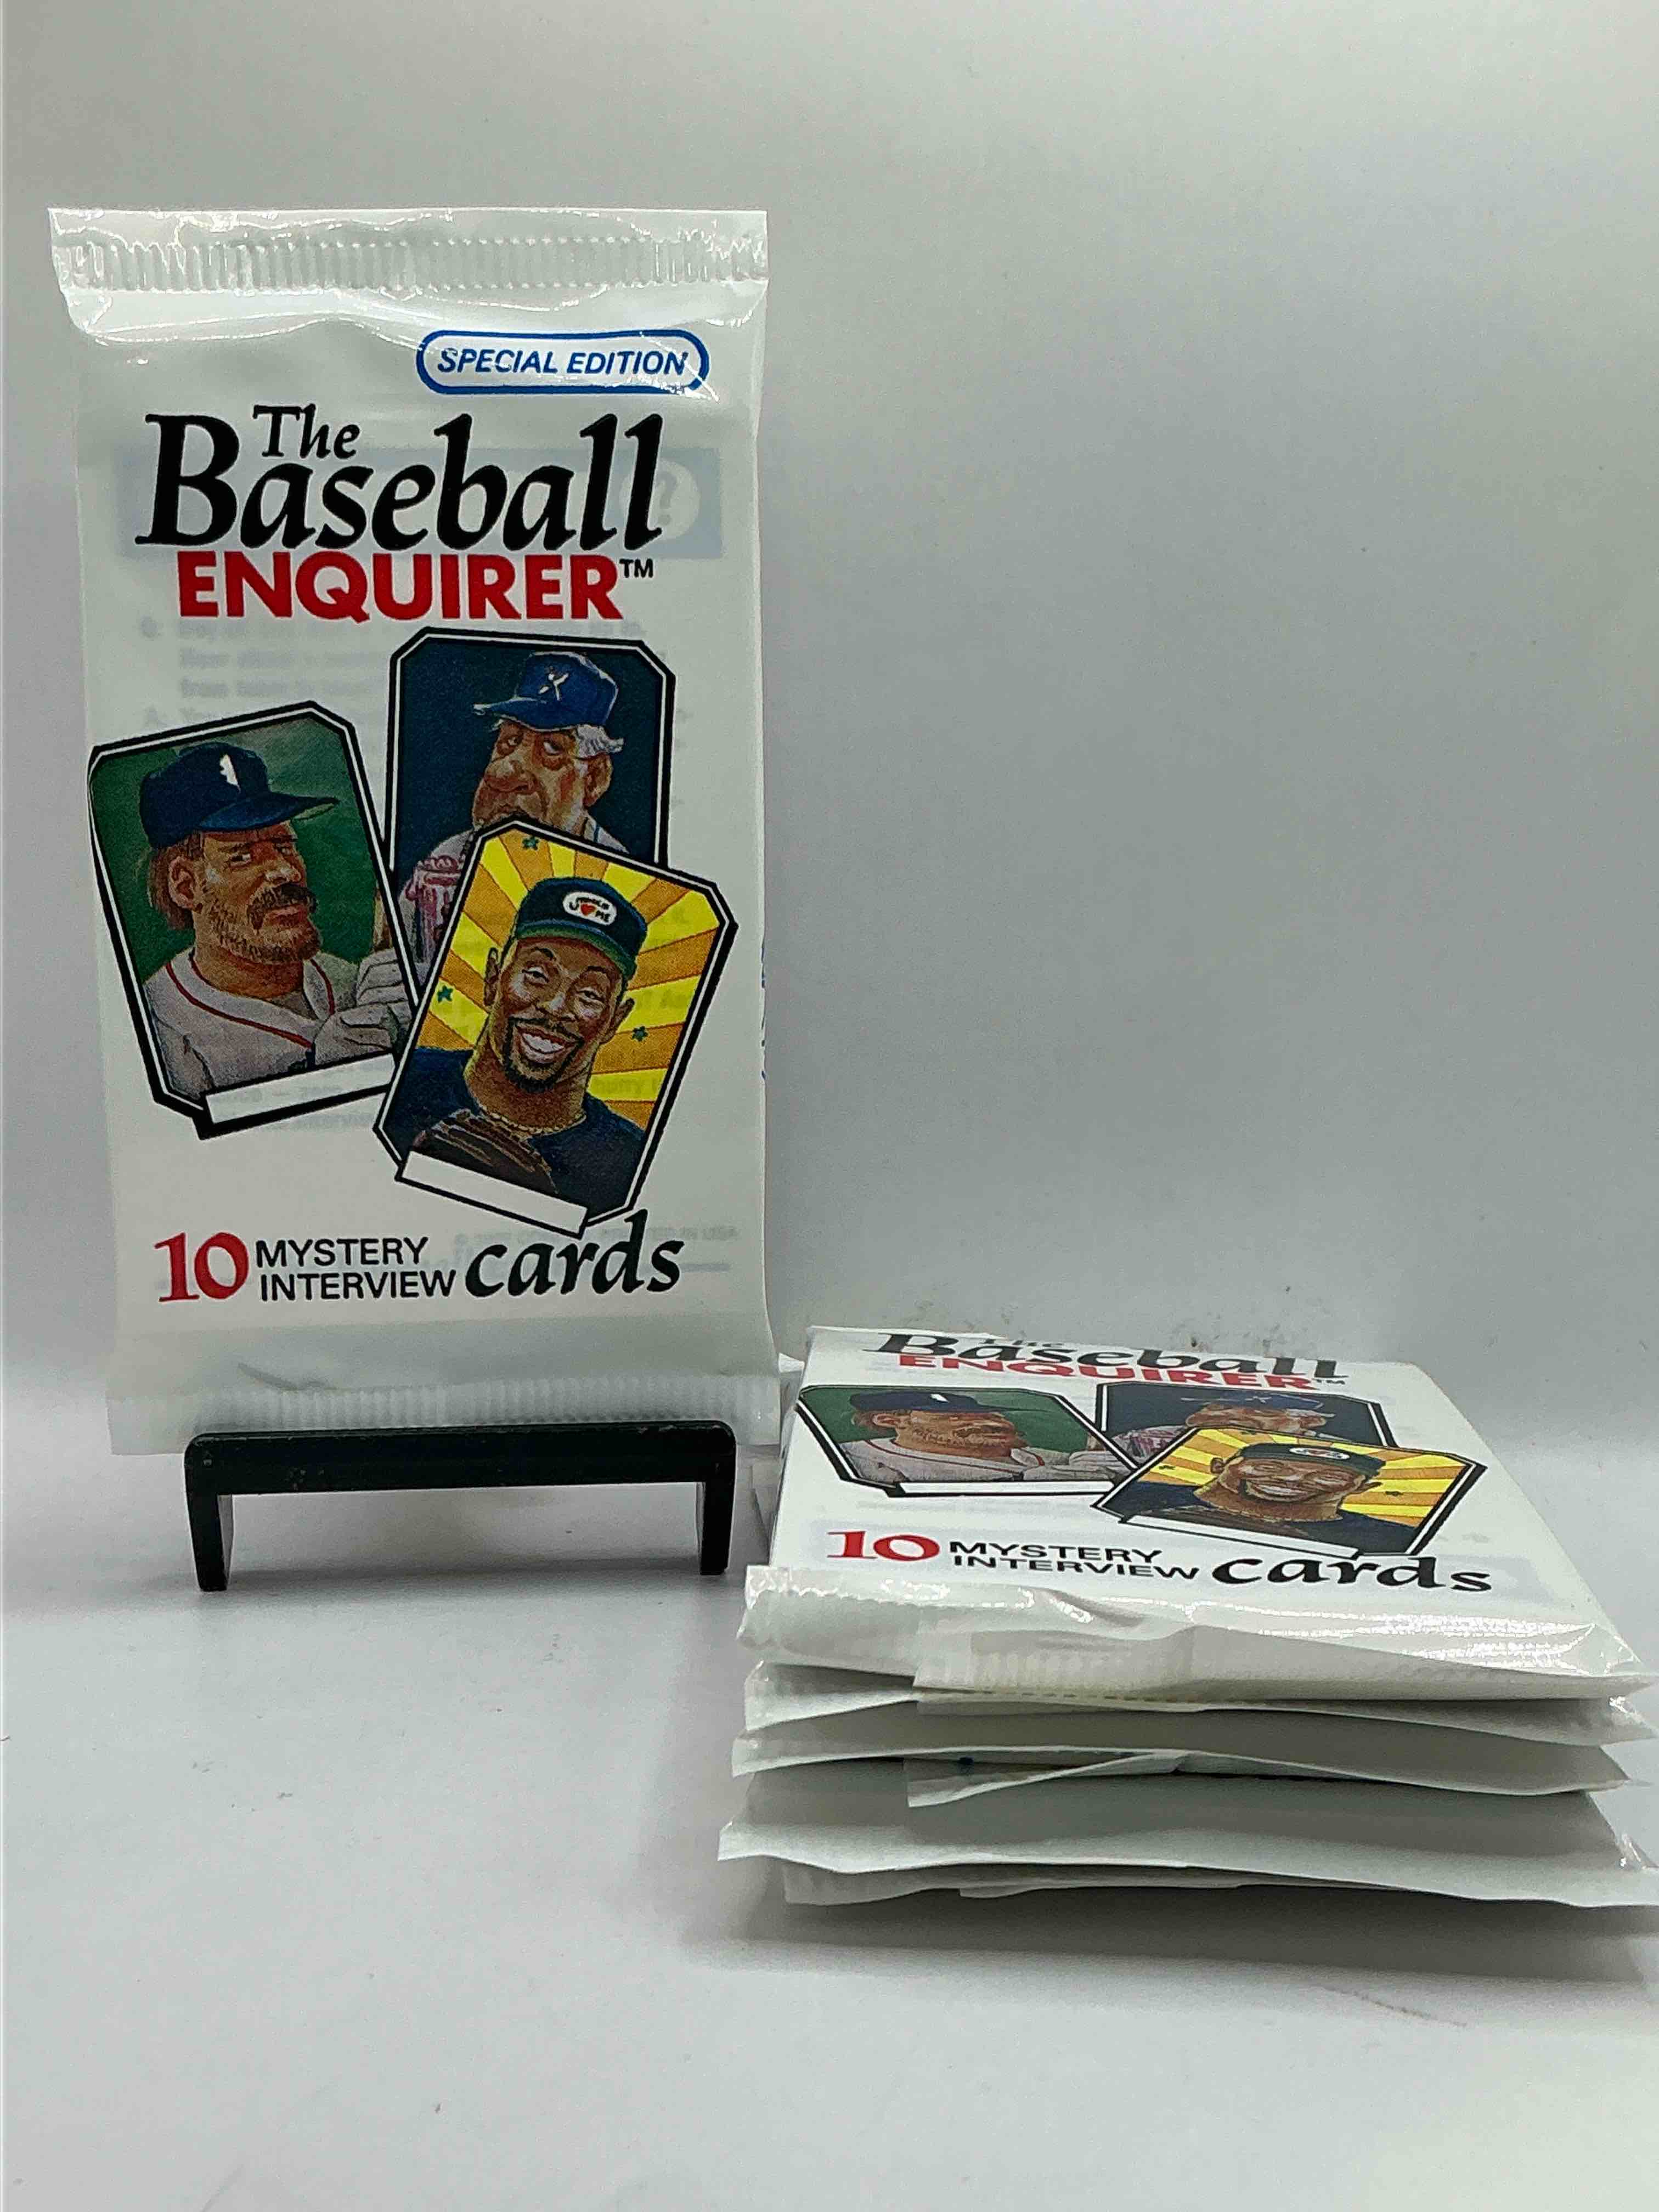 SPECIAL EDITION
The
Baseball
ENQUIRER™
10 MYSTERY INTERVIEW cards
The
Baseball
ENQUIRER™
10 MYSTERY INTERVIEW cards